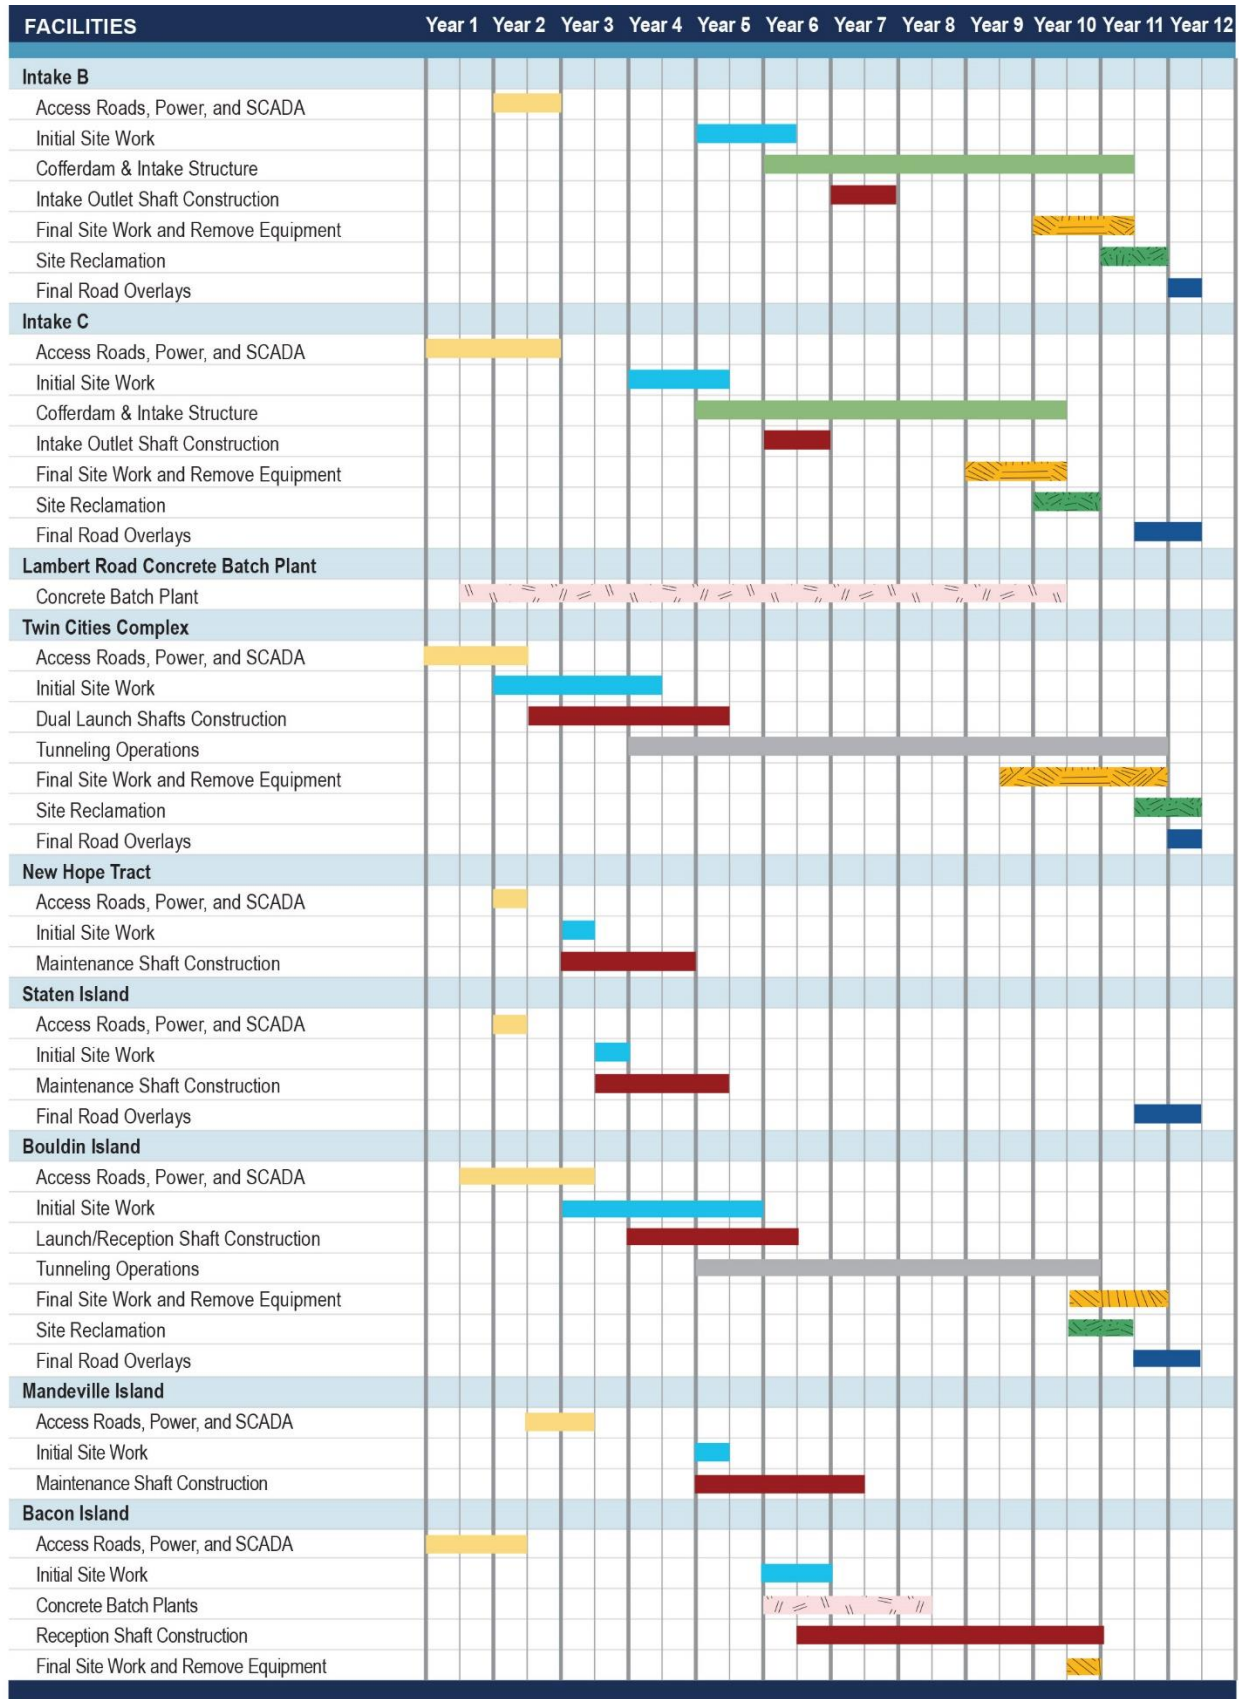 FACILITIES Year 1 Year 2 Year 3 Year 4 Year 5 Year 6 Year 7 Year 8 Year 9 Year 10 Year 11 Year 12
Intake B
Access Roads, Power, and SCADA
Initial Site Work
Cofferdam & Intake Structure
Intake Outlet Shaft Construction
Final Site Work and Remove Equipment
Site Reclamation
Final Road Overlays
Intake C
Access Roads, Power, and SCADA
Initial Site Work
Cofferdam & Intake Structure
Intake Outlet Shaft Construction
Final Site Work and Remove Equipment
Site Reclamation
Final Road Overlays
Lambert Road Concrete Batch Plant
Concrete Batch Plant
Twin Cities Complex
Access Roads, Power, and SCADA
Initial Site Work
Dual Launch Shafts Construction
Tunneling Operations
Final Site Work and Remove Equipment
Site Reclamation
Final Road Overlays
New Hope Tract
Access Roads, Power, and SCADA
Initial Site Work
Maintenance Shaft Construction
Staten Island
Access Roads, Power, and SCADA
Initial Site Work
Maintenance Shaft Construction
Final Road Overlays
Bouldin Island
Access Roads, Power, and SCADA
Initial Site Work
Launch/Reception Shaft Construction
Tunneling Operations
Final Site Work and Remove Equipment
Site Reclamation
Final Road Overlays
Mandeville Island
Access Roads, Power, and SCADA
Initial Site Work
Maintenance Shaft Construction
Bacon Island
Access Roads, Power, and SCADA
Initial Site Work
Concrete Batch Plants
Reception Shaft Construction
Final Site Work and Remove Equipment